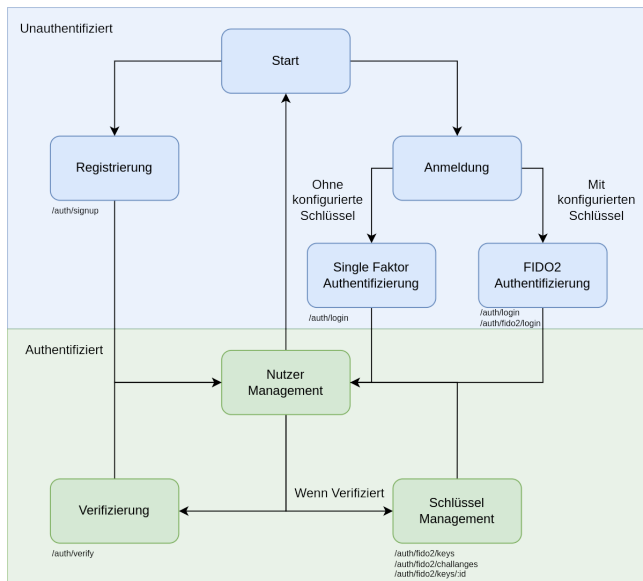 Unauthentifiziert
Start
Registrierung
/auth/signup
Anmeldung
Ohne
konfigurierte
Schlüssel
Mit
konfigurierten
Schlüssel
Single Faktor
Authentifizierung
/auth/login
FIDO2
Authentifizierung
/auth/login
/auth/fido2/login
Authentifiziert
Nutzer
Management
Wenn Verifiziert
Verifizierung
/auth/verify
Schlüssel
Management
/auth/fido2/keys
/auth/fido2/challanges
/auth/fido2/keys/:id